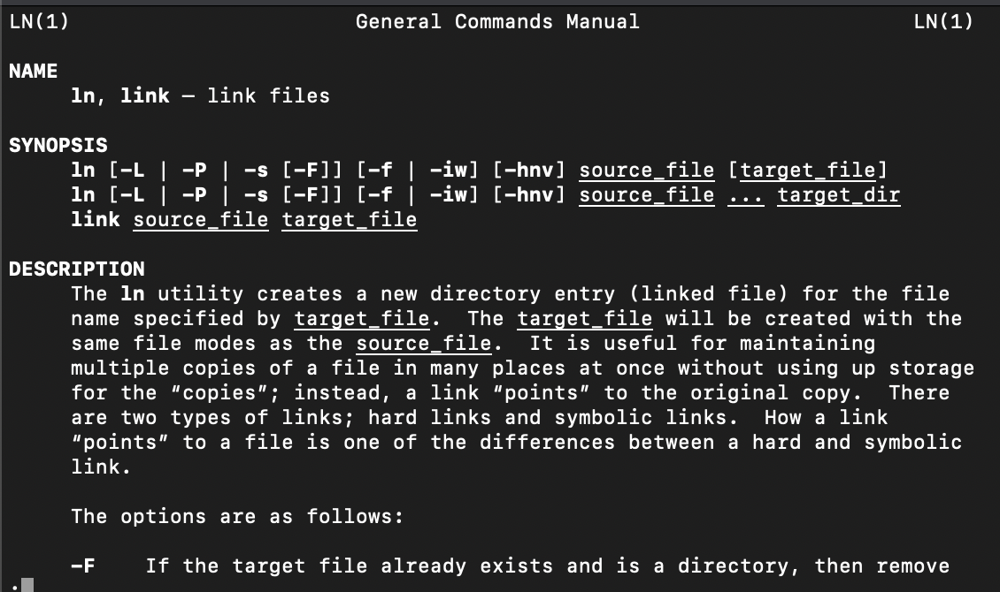 LN(1) General Commands Manual LN(1)
NAME
ln, link – link files
SYNOPSIS
ln [-L | -P | -s [-F]] [-f | -iw] [-hnv] source_file [target_file]
ln [-L | -P | -s [-F]] [-f | -iw] [-hnv] source_file ... target_dir
link source_file target_file
DESCRIPTION
The ln utility creates a new directory entry (linked file) for the file
name specified by target_file.  The target_file will be created with the
same file modes as the source_file.  It is useful for maintaining
multiple copies of a file in many places at once without using up storage
for the “copies”; instead, a link “points” to the original copy.  There
are two types of links; hard links and symbolic links.  How a link
“points” to a file is one of the differences between a hard and symbolic
link.
The options are as follows:
-F    If the target file already exists and is a directory, then remove
.